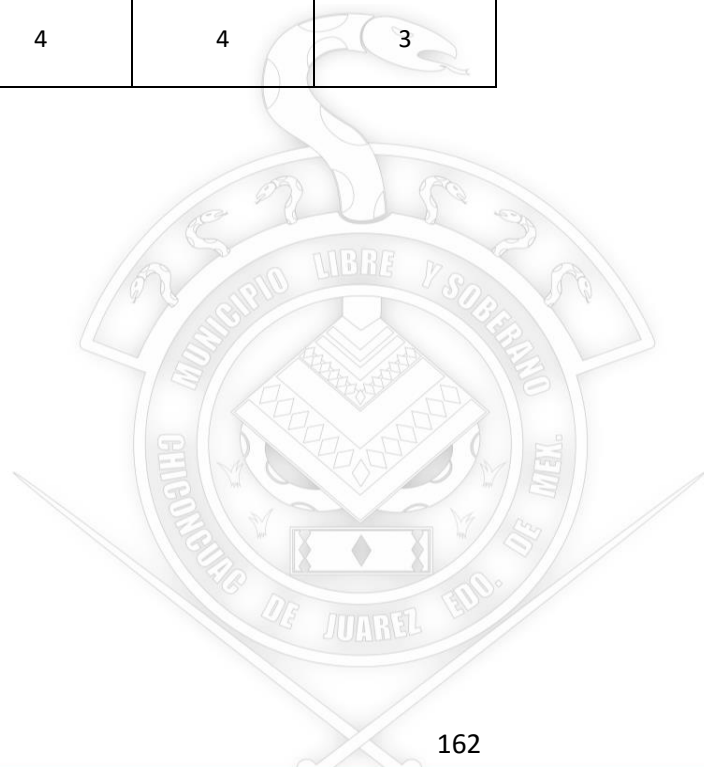 4 4 3
MUNICIPIO LIBRE Y SOBERANO
CHICONCUAC DE JUAREZ EDO. DE MEX.
162